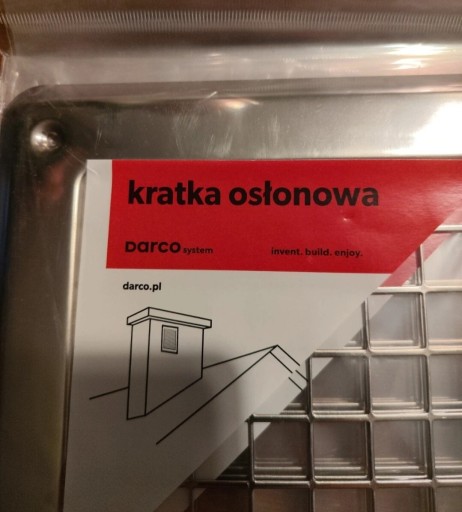 kratka osłonowa
Darco system invent. build. enjoy.
darco.pl